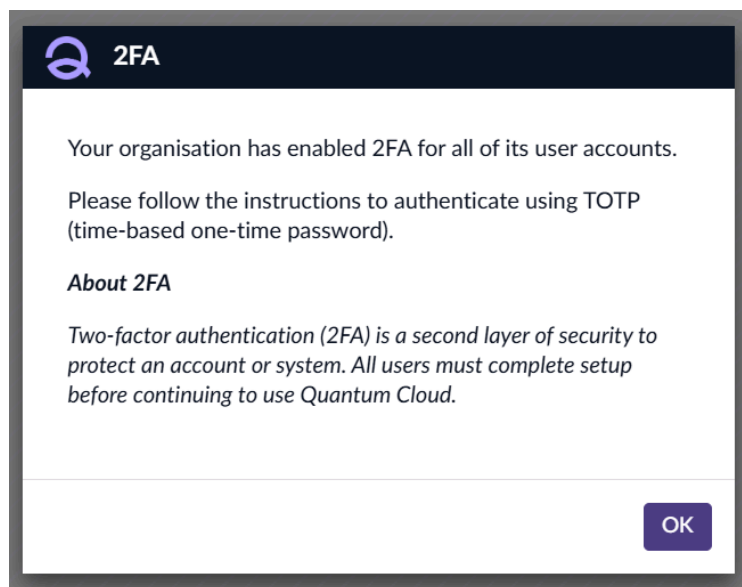 2FA
Your organisation has enabled 2FA for all of its user accounts.
Please follow the instructions to authenticate using TOTP
(time-based one-time password).
About 2FA
Two-factor authentication (2FA) is a second layer of security to
protect an account or system. All users must complete setup
before continuing to use Quantum Cloud.
OK